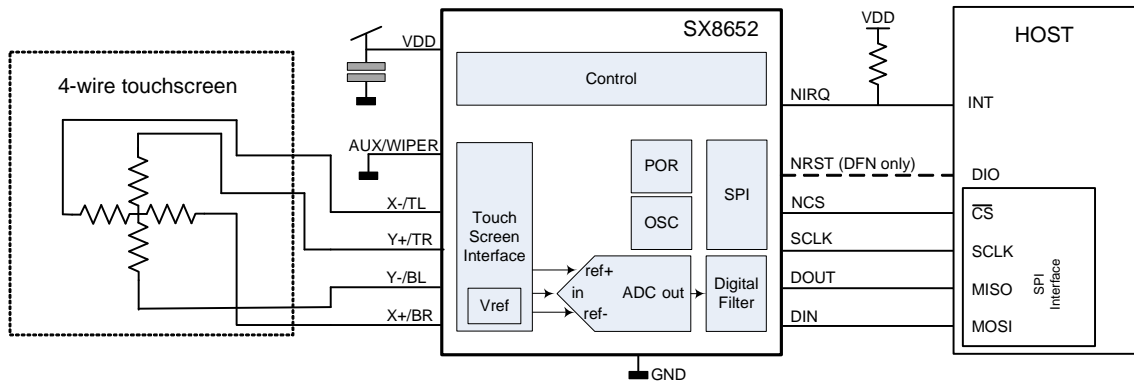 SX8652
VDD
HOST
VDD
4-wire touchscreen
Control
NIRQ
INT
AUX/WIPER
POR
SPI
NRST (DFN only)
DIO
X-/TL
Touch
Screen
Interface
OSC
NCS
CS
Y+/TR
SCLK
SCLK
ref+
Y-/BL
in
ADC out
Digital
Filter
DOUT
MISO
SPI
Interface
Vref
ref-
X+/BR
DIN
MOSI
GND